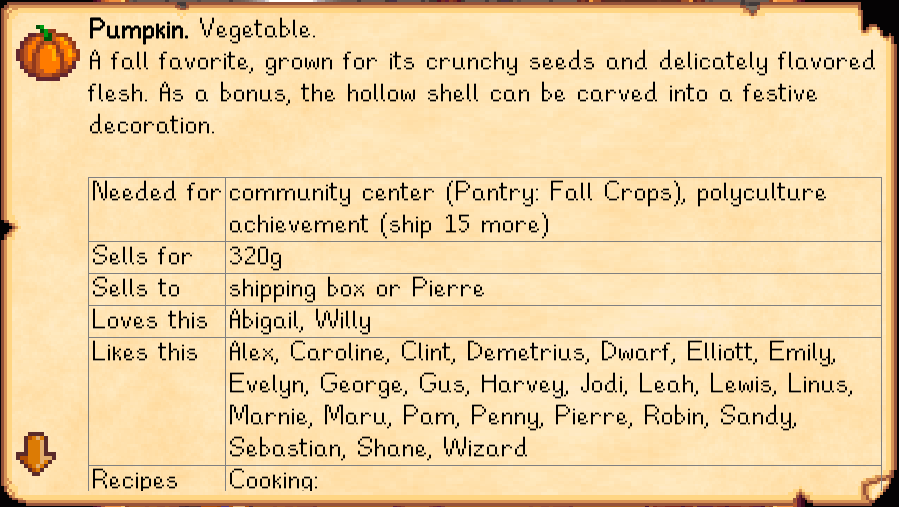 Pumpkin. Vegetable.
A fall favorite, grown for its crunchy seeds and delicately flavored
flesh. As a bonus, the hollow shell can be carved into a festive
decoration.
Needed for community center (Pantry: Fall Crops), polyculture
achievement (ship 15 more)
Sells for 320g
Sells to shipping box or Pierre
Loves this Abigail, Willy
Likes this Alex, Caroline, Clint, Demetrius, Dwarf, Elliott, Emily,
Evelyn, George, Gus, Harvey, Jodi, Leah, Lewis, Linus,
Marnie, Maru, Pam, Penny, Pierre, Robin, Sandy,
Sebastian, Shane, Wizard
Recipes Cooking: